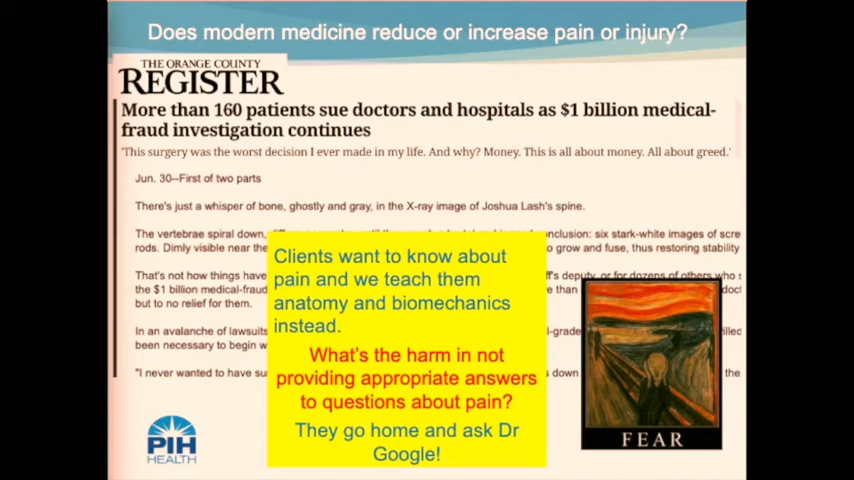 Does modern medicine reduce or increase pain or injury?
THE ORANGE COUNTY
REGISTER
More than 160 patients sue doctors and hospitals as $1 billion medical-
fraud investigation continues
'This surgery was the worst decision I ever made in my life. And why? Money. This is all about money. All about greed.'
Jun. 30--First of two parts
There's just a whisper of bone, ghostly and gray, in the X-ray image of Joshua Lash's spine.
The vertebrae spiral down, conclusion: six stark-white images of scre
rods. Dimly visible near the to grow and fuse, thus restoring stability
That's not how things have ff's deputy, or for dozens of others who s
the $1 billion medical-fraud e than doct
but to no relief for them.
In an avalanche of lawsuits l-grade illed
been necessary to begin w
"I never wanted to have su s down the
Clients want to know about
pain and we teach them
anatomy and biomechanics
instead.
What's the harm in not
providing appropriate answers
to questions about pain?
They go home and ask Dr
Google!
FEAR
PIH
HEALTH